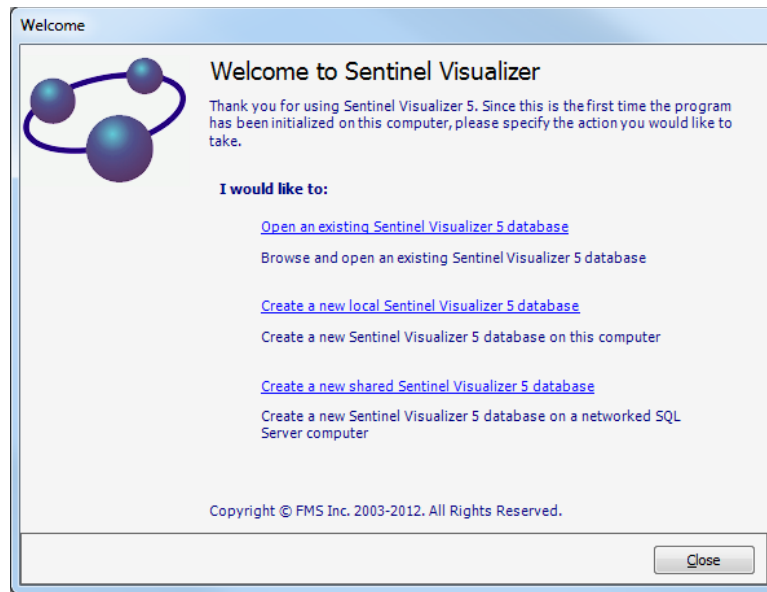 Welcome
Welcome to Sentinel Visualizer
Thank you for using Sentinel Visualizer 5. Since this is the first time the program
has been initialized on this computer, please specify the action you would like to
take.
I would like to:
Open an existing Sentinel Visualizer 5 database
Browse and open an existing Sentinel Visualizer 5 database
Create a new local Sentinel Visualizer 5 database
Create a new Sentinel Visualizer 5 database on this computer
Create a new shared Sentinel Visualizer 5 database
Create a new Sentinel Visualizer 5 database on a networked SQL
Server computer
Copyright © FMS Inc. 2003-2012. All Rights Reserved.
Close